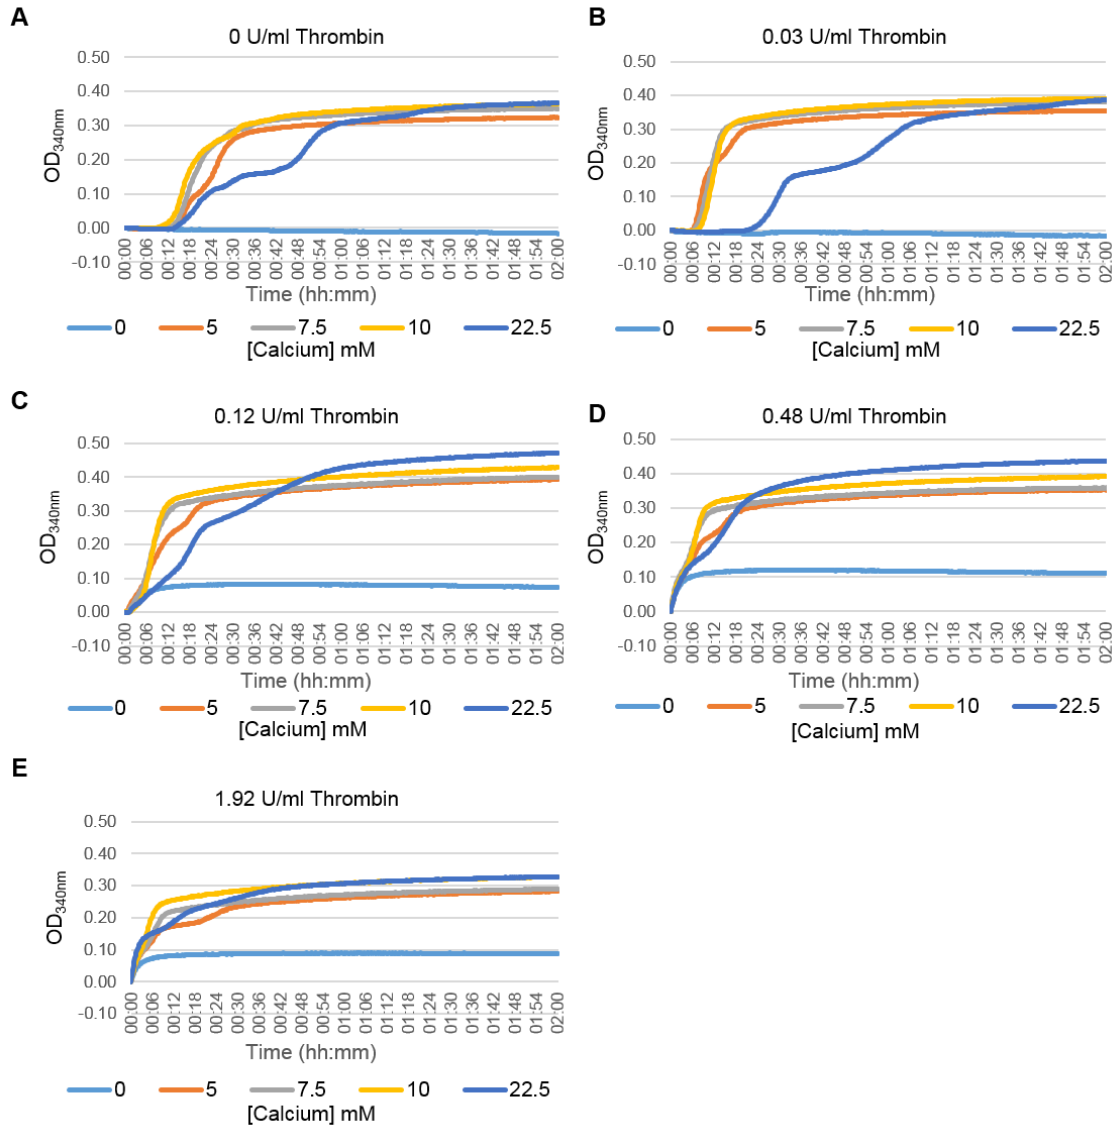 A
0 U/ml Thrombin
0.50
0.40
0.30
0.20
0.10
0.00
-0.10
OD340nm
00:00 00:06 00:12 00:18 00:24 00:30 00:36 00:42 00:48 00:54 01:00 01:06 01:12 01:18 01:24 01:30 01:36 01:42 01:48 01:54 02:00
Time (hh:mm)
0 5 7.5 10 22.5
[Calcium] mM
B
0.03 U/ml Thrombin
0.50
0.40
0.30
0.20
0.10
0.00
-0.10
OD340nm
00:00 00:06 00:12 00:18 00:24 00:30 00:36 00:42 00:48 00:54 01:00 01:06 01:12 01:18 01:24 01:30 01:36 01:42 01:48 01:54 02:00
Time (hh:mm)
0 5 7.5 10 22.5
[Calcium] mM
C
0.12 U/ml Thrombin
0.50
0.40
0.30
0.20
0.10
0.00
-0.10
OD340nm
00:00 00:06 00:12 00:18 00:24 00:30 00:36 00:42 00:48 00:54 01:00 01:06 01:12 01:18 01:24 01:30 01:36 01:42 01:48 01:54 02:00
Time (hh:mm)
0 5 7.5 10 22.5
[Calcium] mM
D
0.48 U/ml Thrombin
0.50
0.40
0.30
0.20
0.10
0.00
-0.10
OD340nm
00:00 00:06 00:12 00:18 00:24 00:30 00:36 00:42 00:48 00:54 01:00 01:06 01:12 01:18 01:24 01:30 01:36 01:42 01:48 01:54 02:00
Time (hh:mm)
0 5 7.5 10 22.5
[Calcium] mM
E
1.92 U/ml Thrombin
0.50
0.40
0.30
0.20
0.10
0.00
-0.10
OD340nm
00:00 00:06 00:12 00:18 00:24 00:30 00:36 00:42 00:48 00:54 01:00 01:06 01:12 01:18 01:24 01:30 01:36 01:42 01:48 01:54 02:00
Time (hh:mm)
0 5 7.5 10 22.5
[Calcium] mM